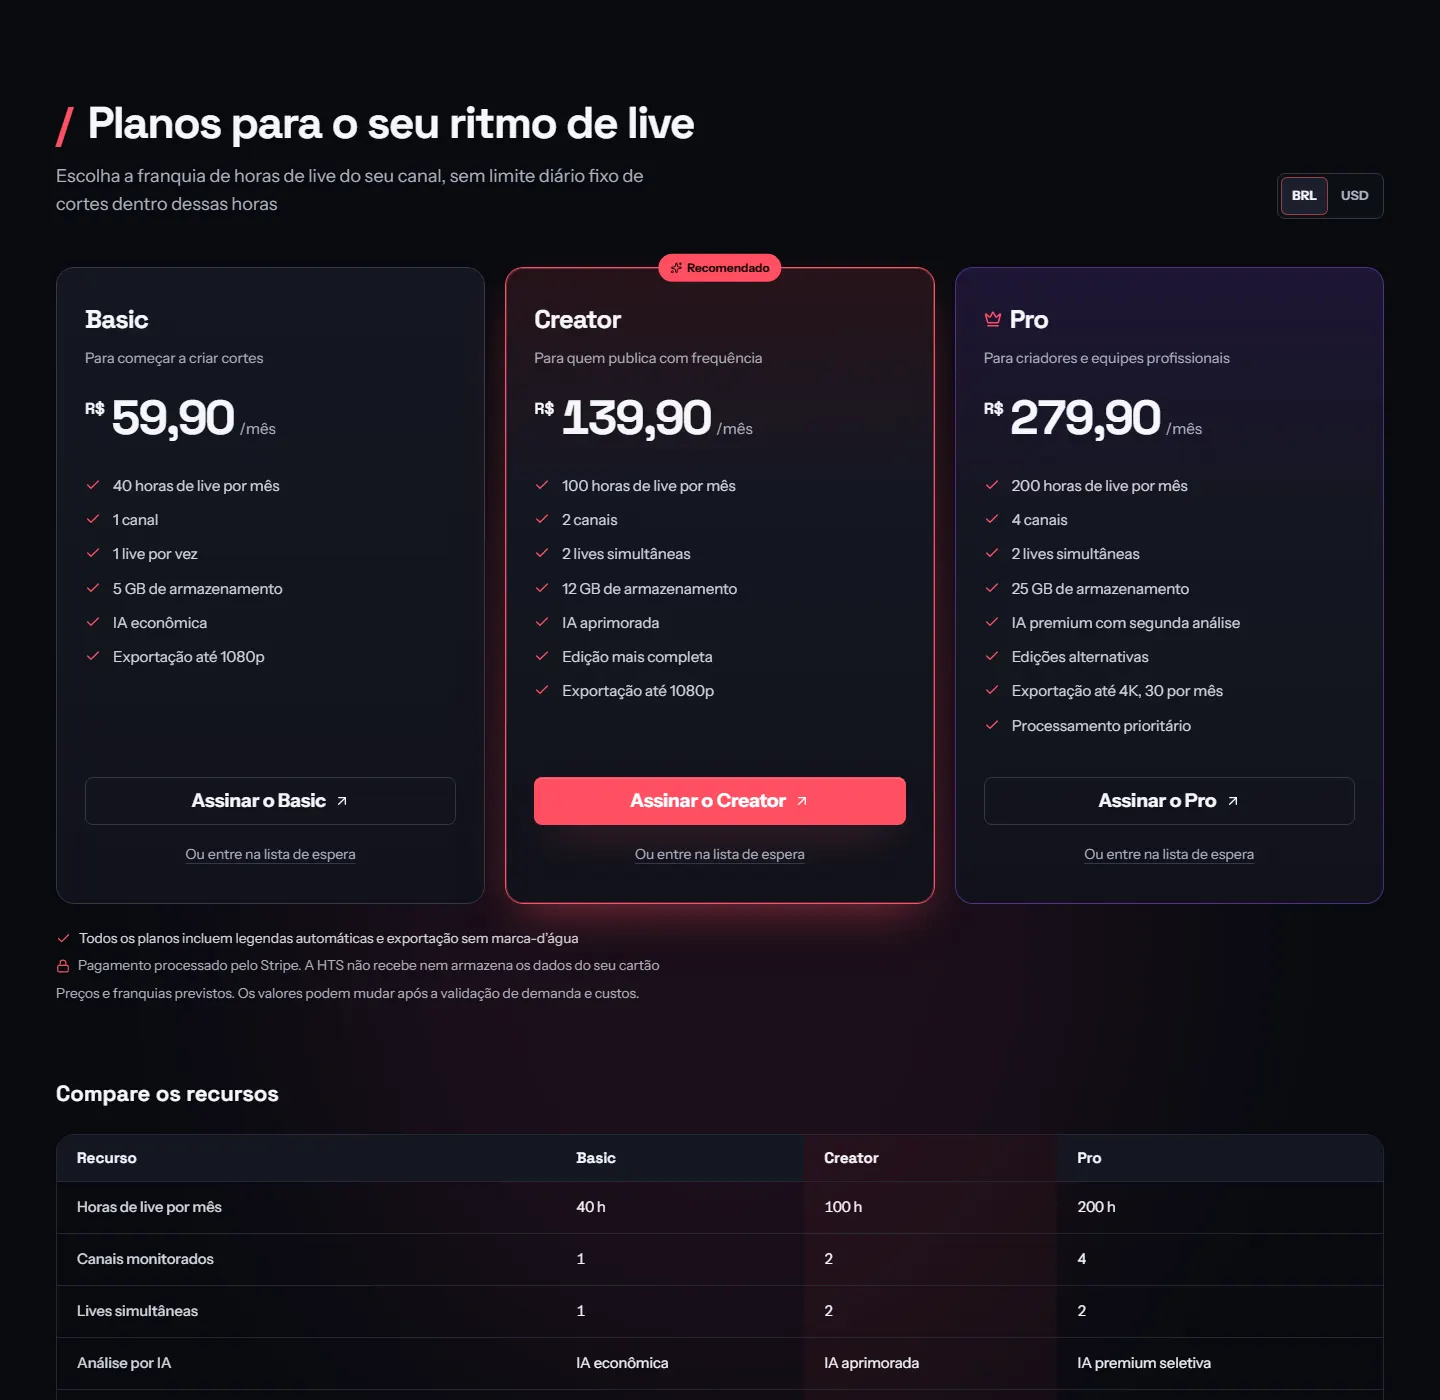 / Planos para o seu ritmo de live
Escolha a franquia de horas de live do seu canal, sem limite diário fixo de
cortes dentro dessas horas
BRL USD
Basic
Para começar a criar cortes
R$ 59,90 /mês
40 horas de live por mês
1 canal
1 live por vez
5 GB de armazenamento
IA econômica
Exportação até 1080p
Assinar o Basic
Ou entre na lista de espera
Recomendado
Creator
Para quem publica com frequência
R$ 139,90 /mês
100 horas de live por mês
2 canais
2 lives simultâneas
12 GB de armazenamento
IA aprimorada
Edição mais completa
Exportação até 1080p
Assinar o Creator
Ou entre na lista de espera
Pro
Para criadores e equipes profissionais
R$ 279,90 /mês
200 horas de live por mês
4 canais
2 lives simultâneas
25 GB de armazenamento
IA premium com segunda análise
Edições alternativas
Exportação até 4K, 30 por mês
Processamento prioritário
Assinar o Pro
Ou entre na lista de espera
Todos os planos incluem legendas automáticas e exportação sem marca-d'água
Pagamento processado pelo Stripe. A HTS não recebe nem armazena os dados do seu cartão
Preços e franquias previstos. Os valores podem mudar após a validação de demanda e custos.
Compare os recursos
Recurso Basic Creator Pro
Horas de live por mês 40 h 100 h 200 h
Canais monitorados 1 2 4
Lives simultâneas 1 2 2
Análise por IA IA econômica IA aprimorada IA premium seletiva